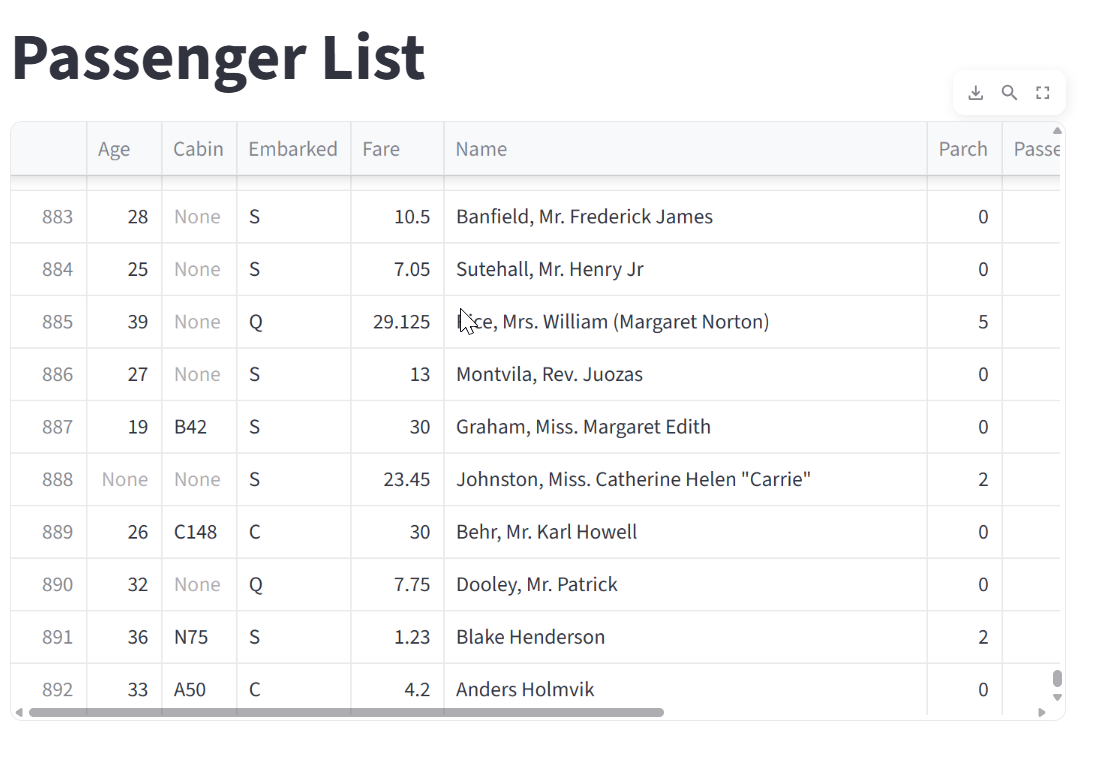 Passenger List
Age Cabin Embarked Fare Name Parch Passe
883 28 None S 10.5 Banfield, Mr. Frederick James 0
884 25 None S 7.05 Sutehall, Mr. Henry Jr 0
885 39 None Q 29.125 Rice, Mrs. William (Margaret Norton) 5
886 27 None S 13 Montvila, Rev. Juozas 0
887 19 B42 S 30 Graham, Miss. Margaret Edith 0
888 None None S 23.45 Johnston, Miss. Catherine Helen "Carrie" 2
889 26 C148 C 30 Behr, Mr. Karl Howell 0
890 32 None Q 7.75 Dooley, Mr. Patrick 0
891 36 N75 S 1.23 Blake Henderson 2
892 33 A50 C 4.2 Anders Holmvik 0